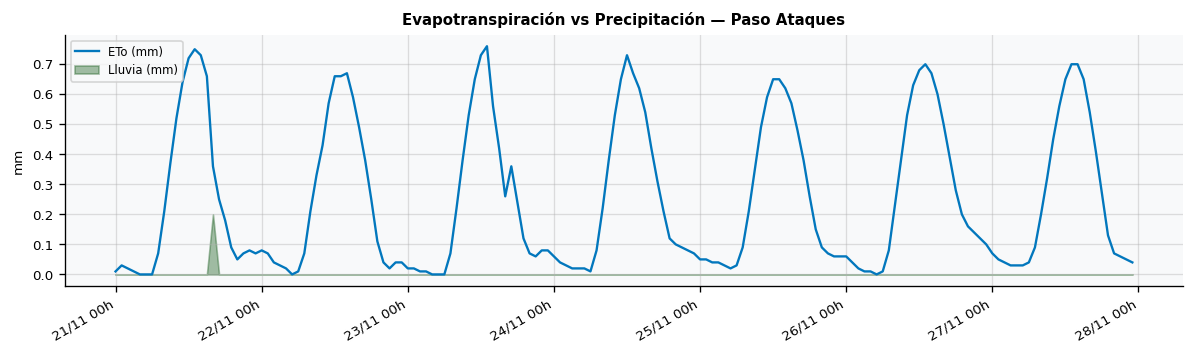 Evapotranspiración vs Precipitación — Paso Ataques
ETo (mm)
Lluvia (mm)
mm
0.7
0.6
0.5
0.4
0.3
0.2
0.1
0.0
21/11 00h
22/11 00h
23/11 00h
24/11 00h
25/11 00h
26/11 00h
27/11 00h
28/11 00h